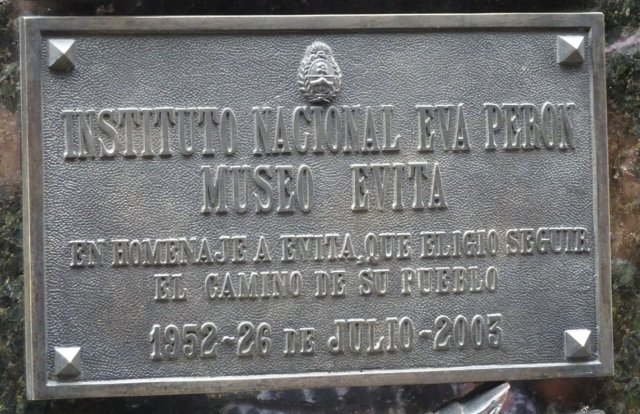 INSTITUTO NACIONAL EVA PERON
MUSEO EVITA
EN HOMENAJE A EVITA, QUE ELIGIO SEGUIR
EL CAMINO DE SU PUEBLO
1952-26 DE JULIO-2003